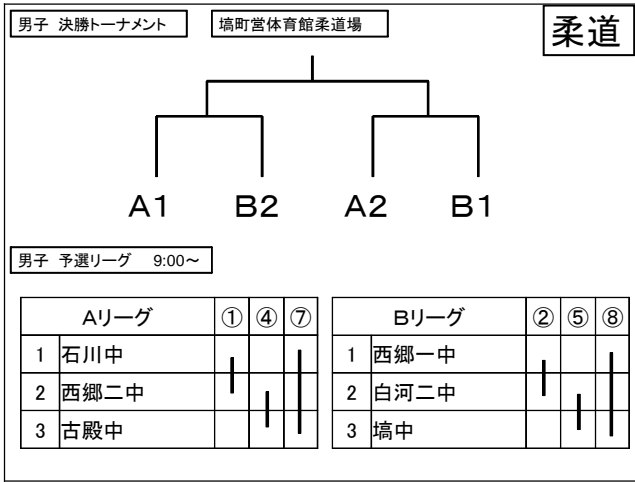 男子 決勝トーナメント 塙町営体育館柔道場 柔道
A1 B2 A2 B1
男子 予選リーグ 9:00～
Aリーグ ① ④ ⑦
1 石川中
2 西郷二中
3 古殿中
Bリーグ ② ⑤ ⑧
1 西郷一中
2 白河二中
3 塙中